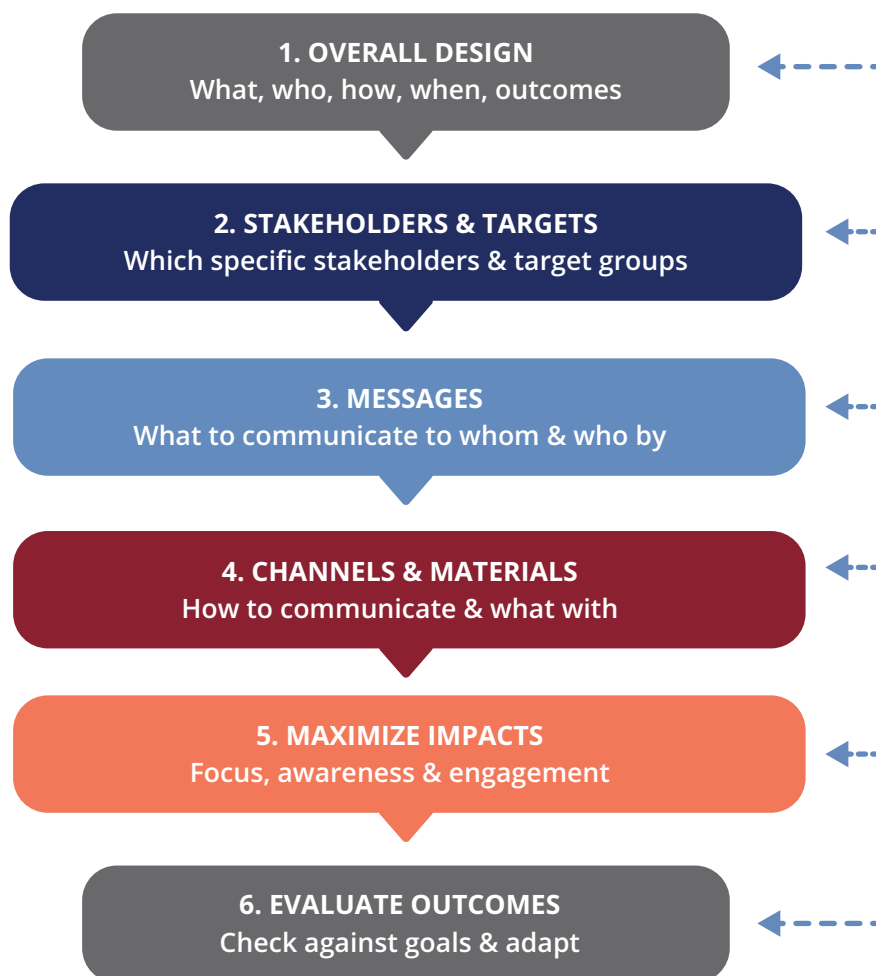 1. OVERALL DESIGN
What, who, how, when, outcomes
2. STAKEHOLDERS & TARGETS
Which specific stakeholders & target groups
3. MESSAGES
What to communicate to whom & who by
4. CHANNELS & MATERIALS
How to communicate & what with
5. MAXIMIZE IMPACTS
Focus, awareness & engagement
6. EVALUATE OUTCOMES
Check against goals & adapt